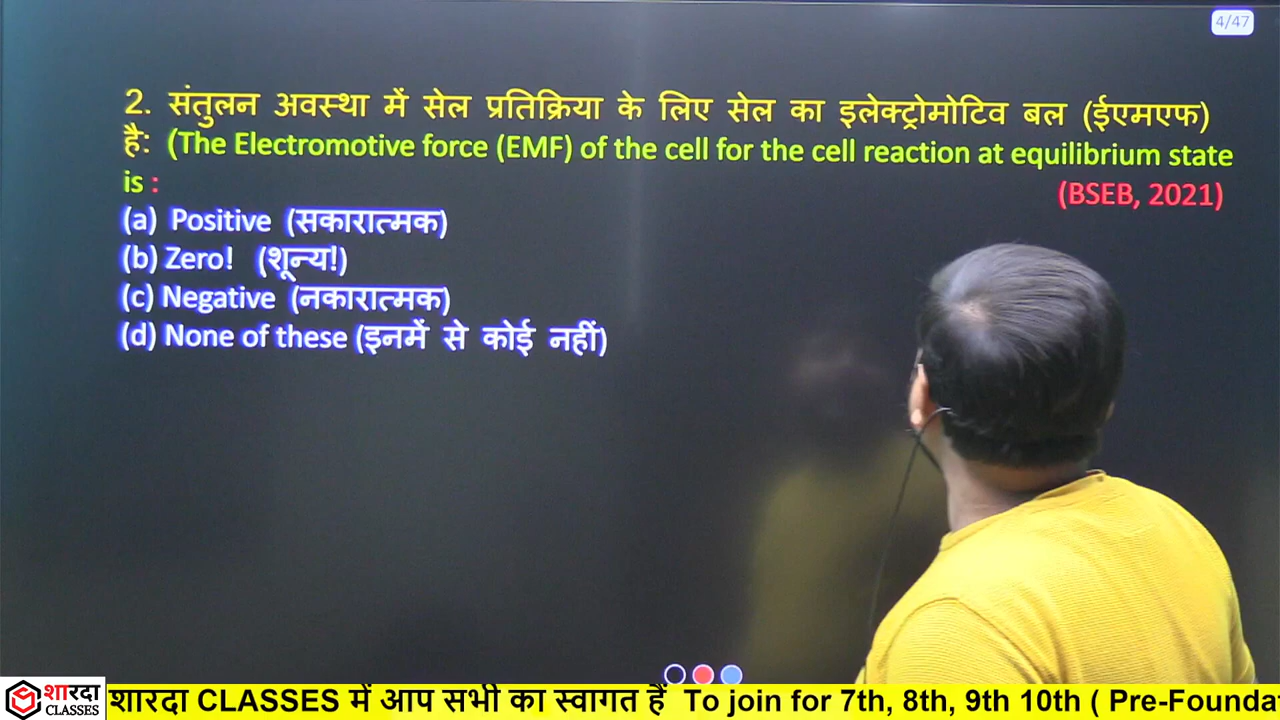 4/47
2. संतुलन अवस्था में सेल प्रतिक्रिया के लिए सेल का इलेक्ट्रोमोटिव बल (ईएमएफ)
है: (The Electromotive force (EMF) of the cell for the cell reaction at equilibrium state
is :
(BSEB, 2021)
(a) Positive (सकारात्मक)
(b) Zero! (शून्य!)
(c) Negative (नकारात्मक)
(d) None of these (इनमें से कोई नहीं)
शारदा
CLASSES
शारदा CLASSES में आप सभी का स्वागत हैं To join for 7th, 8th, 9th 10th ( Pre-Founda